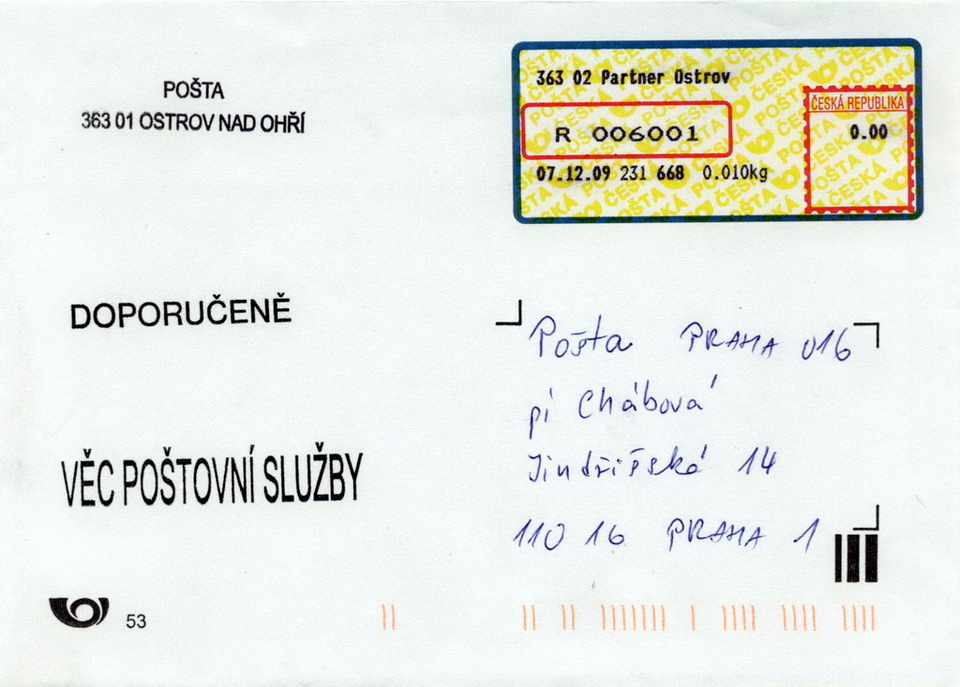 POŠTA
363 01 OSTROV NAD OHŘÍ
363 02 Partner Ostrov
ČESKÁ REPUBLIKA
R 006001
0.00
07.12.09 231 668 0.010kg
DOPORUČENĚ
Pošta PRAHA 016
pí Chábová
Jindřišská 14
VĚC POŠTOVNÍ SLUŽBY
110 16 PRAHA 1
53